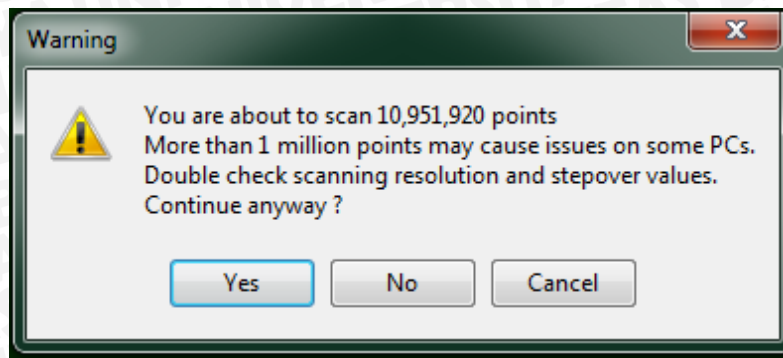 Warning
You are about to scan 10,951,920 points
More than 1 million points may cause issues on some PCs.
Double check scanning resolution and stepover values.
Continue anyway ?
Yes No Cancel